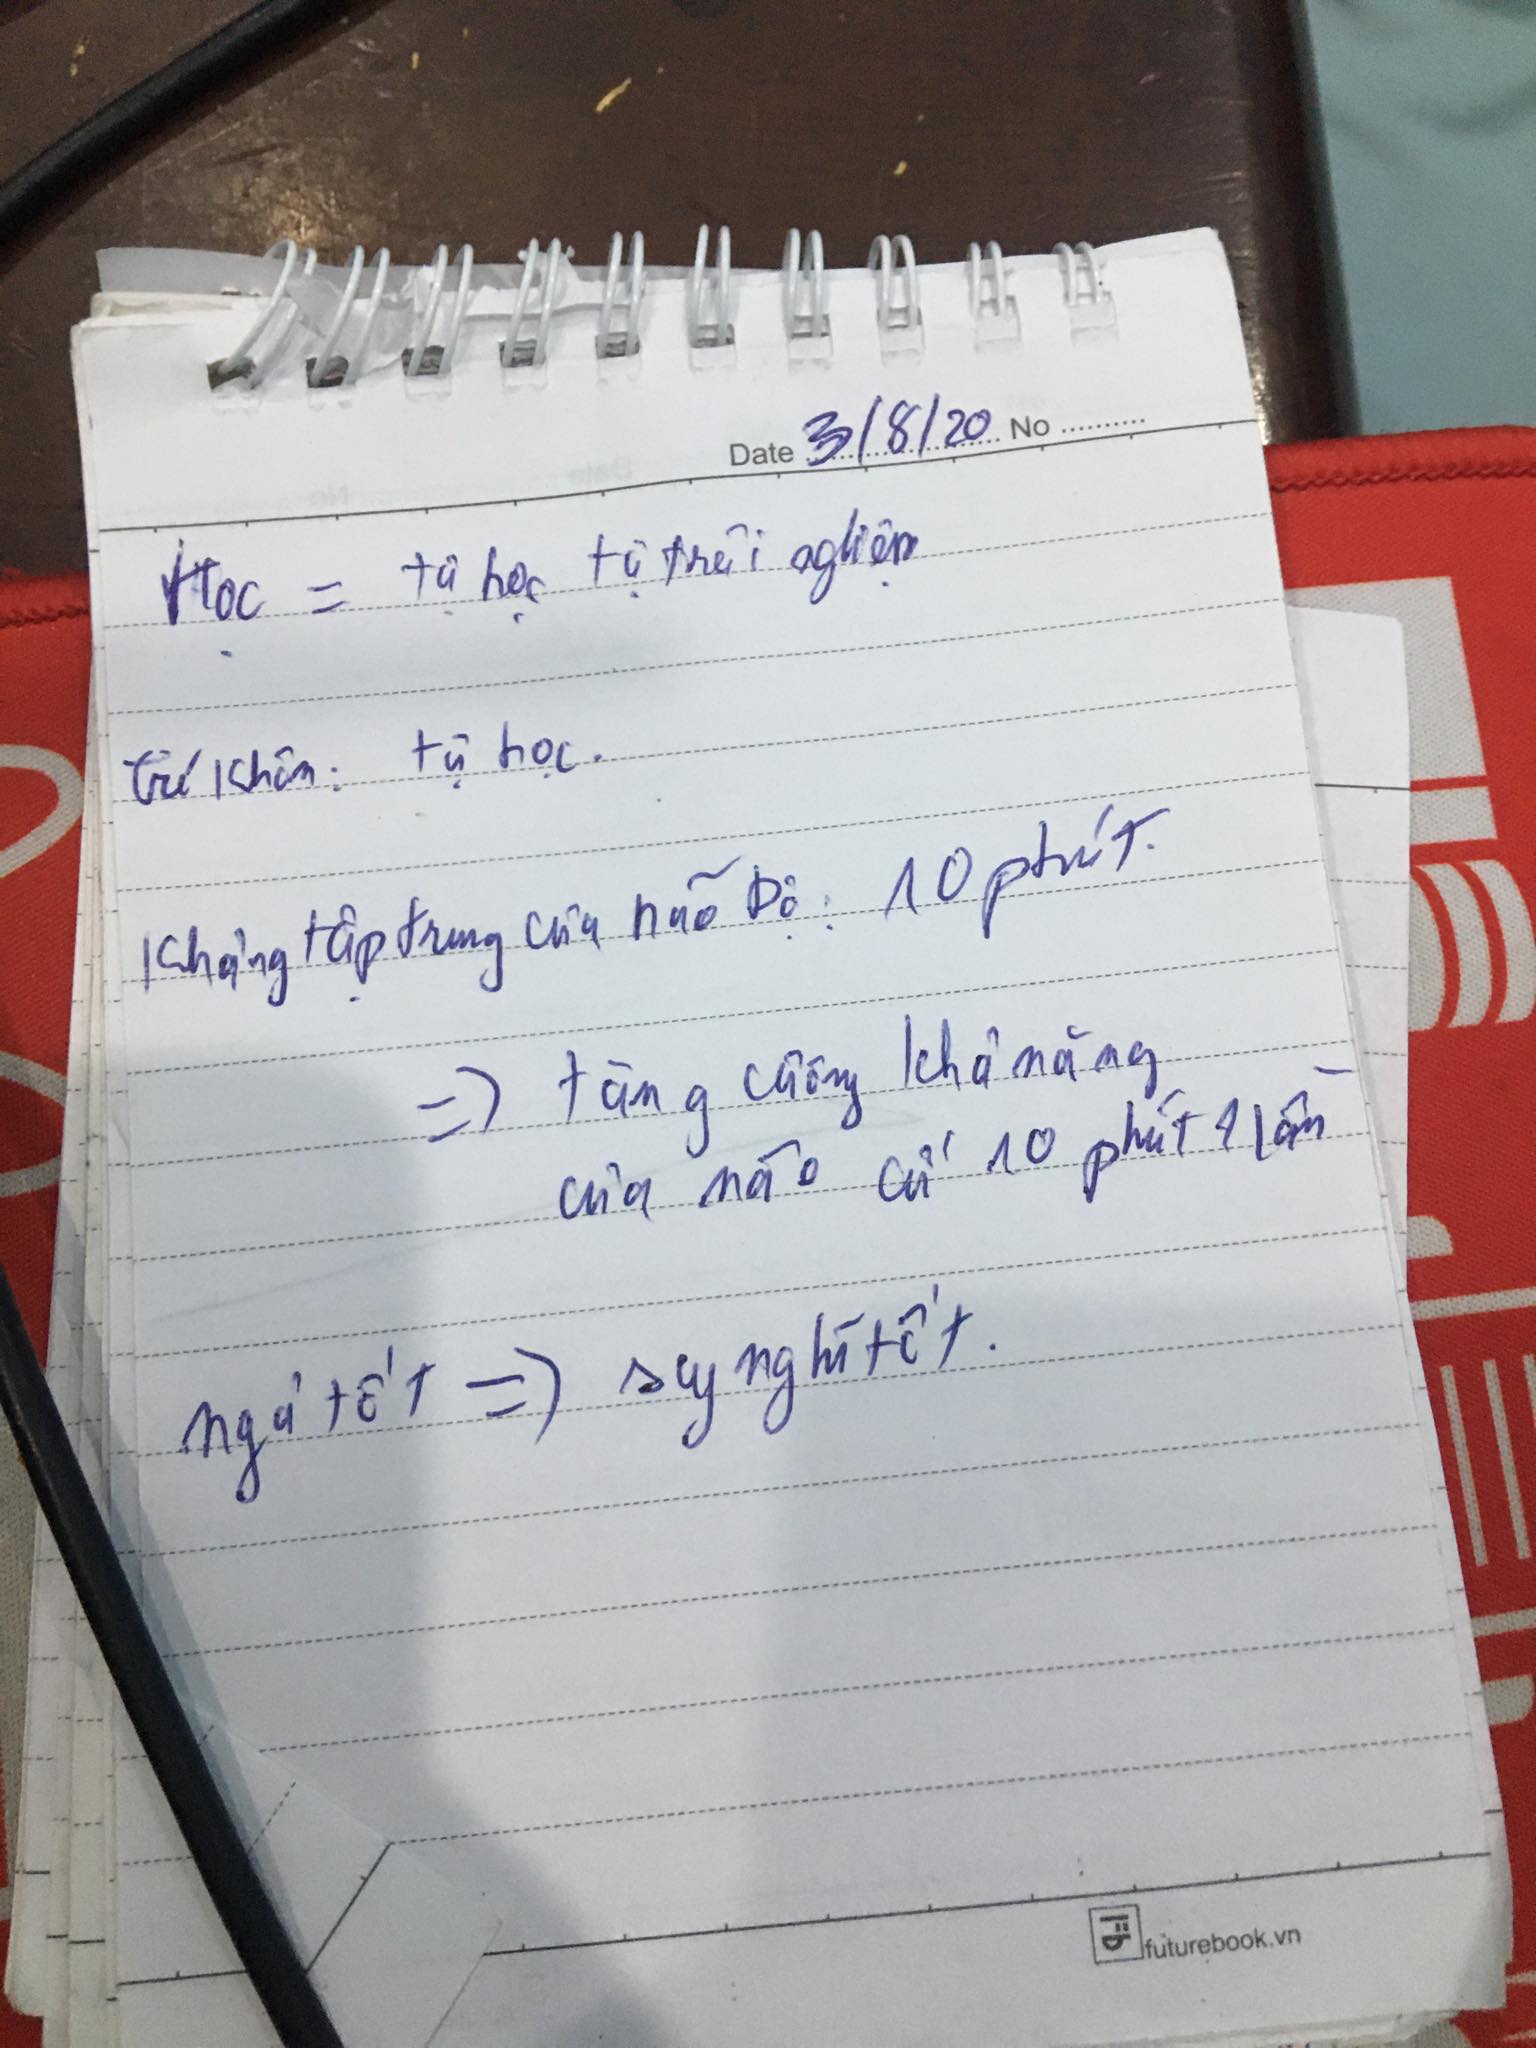 Date 3/8/20 No
Học = tự học tự trải nghiệm
trí khôn: tự học.
khảng tập trung của não bộ: 10 phút.
=> tăng cường khả năng
của não cứ 10 phút 1 lần
ngủ tốt => suy nghĩ tốt.
futurebook.vn